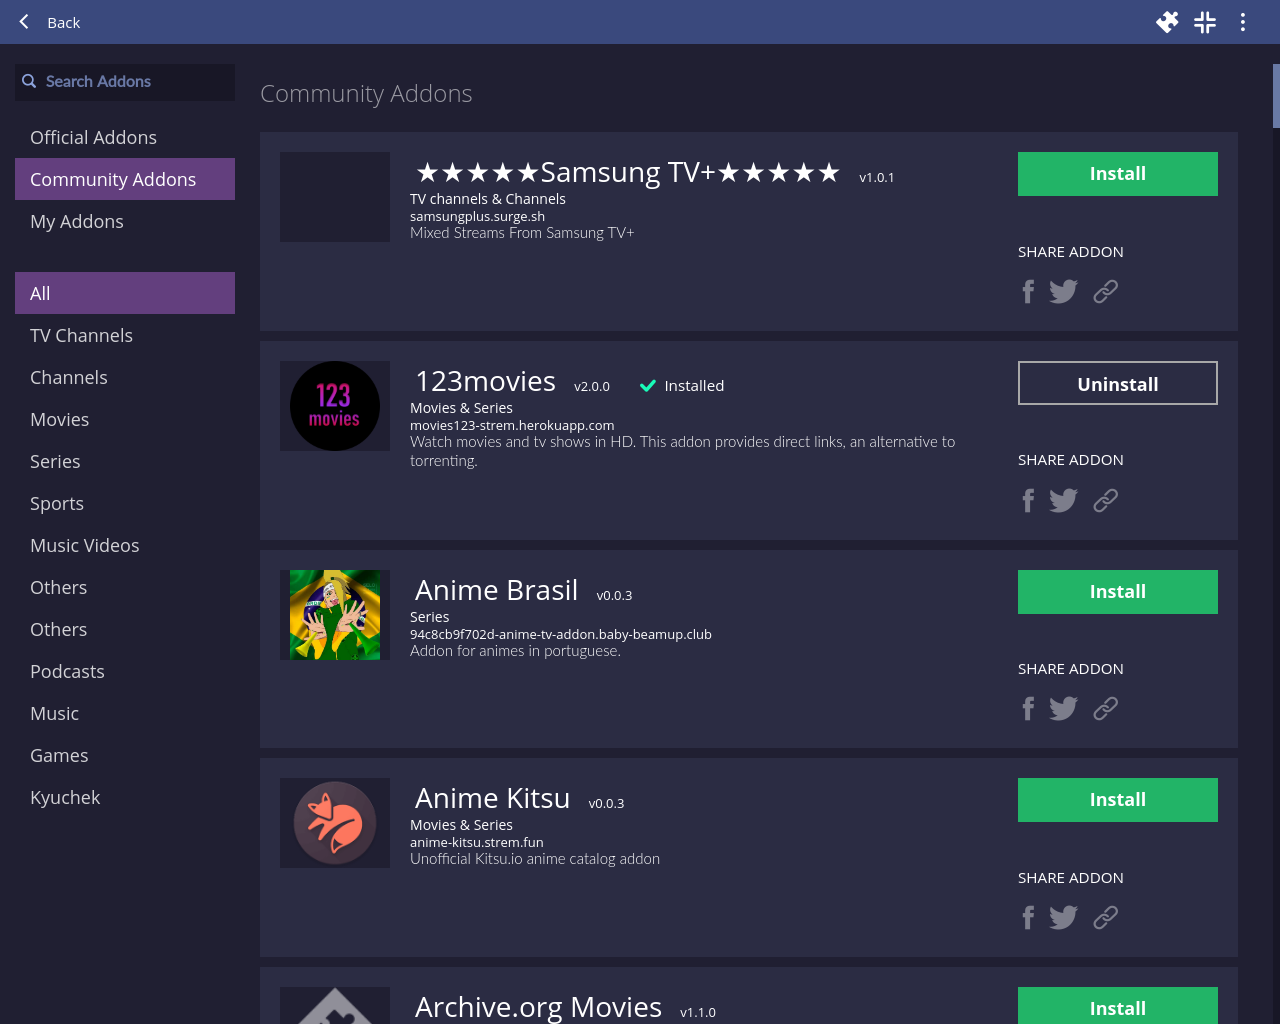 Back
Search Addons
Official Addons
Community Addons
My Addons
All
TV Channels
Channels
Movies
Series
Sports
Music Videos
Others
Others
Podcasts
Music
Games
Kyuchek
Community Addons
★★★★★Samsung TV+★★★★★ v1.0.1
TV channels & Channels
samsungplus.surge.sh
Mixed Streams From Samsung TV+
Install
SHARE ADDON
123 movies
123movies v2.0.0 Installed
Movies & Series
movies123-strem.herokuapp.com
Watch movies and tv shows in HD. This addon provides direct links, an alternative to
torrenting.
Uninstall
SHARE ADDON
Anime Brasil v0.0.3
Series
94c8cb9f702d-anime-tv-addon.baby-beamup.club
Addon for animes in portuguese.
Install
SHARE ADDON
Anime Kitsu v0.0.3
Movies & Series
anime-kitsu.strem.fun
Unofficial Kitsu.io anime catalog addon
Install
SHARE ADDON
Archive.org Movies v1.1.0
Install